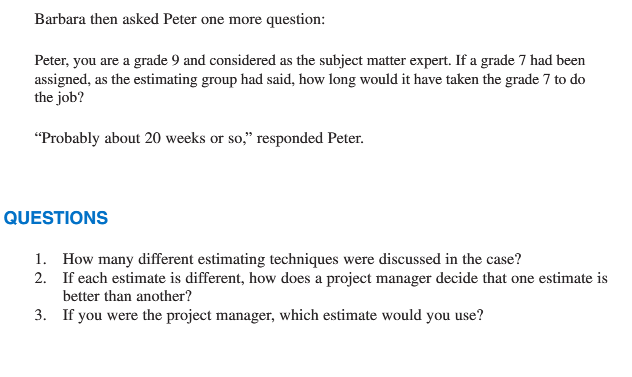 Barbara then asked Peter one more question:
Peter, you are a grade 9 and considered as the subject matter expert. If a grade 7 had been
assigned, as the estimating group had said, how long would it have taken the grade 7 to do
the job?
“Probably about 20 weeks or so,” responded Peter.
QUESTIONS
1. How many different estimating techniques were discussed in the case?
2. If each estimate is different, how does a project manager decide that one estimate is
better than another?
3. If you were the project manager, which estimate would you use?